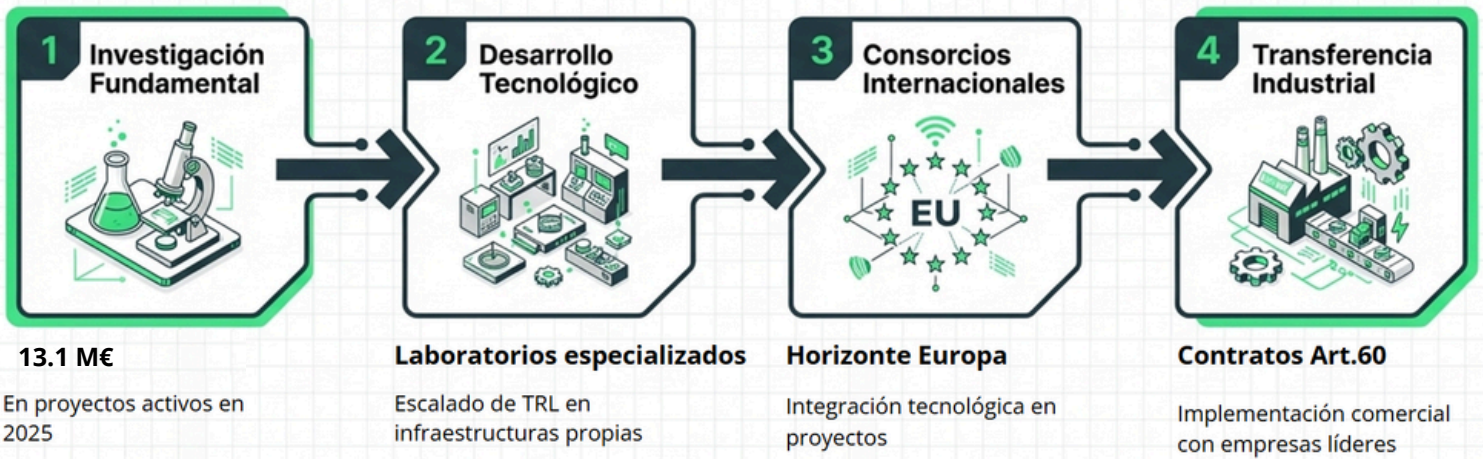 1
Investigación
Fundamental
2
Desarrollo
Tecnológico
3
Consorcios
Internacionales
EU
4
Transferencia
Industrial
13.1 M€
En proyectos activos en
2025
Laboratorios especializados
Escalado de TRL en
infraestructuras propias
Horizonte Europa
Integración tecnológica en
proyectos
Contratos Art.60
Implementación comercial
con empresas líderes